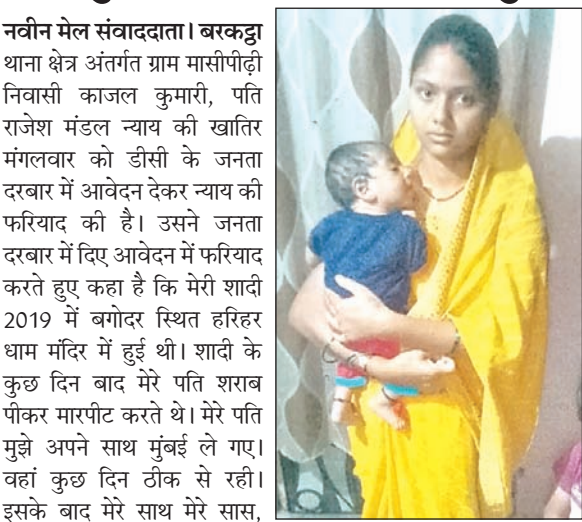 नवीन मेल संवाददाता। बरकट्ठा
थाना क्षेत्र अंतर्गत ग्राम मासीपीढ़ी
निवासी काजल कुमारी, पति
राजेश मंडल न्याय की खातिर
मंगलवार को डीसी के जनता
दरबार में आवेदन देकर न्याय की
फरियाद की है। उसने जनता
दरबार में दिए आवेदन में फरियाद
करते हुए कहा है कि मेरी शादी
2019 में बगोदर स्थित हरिहर
धाम मंदिर में हुई थी। शादी के
कुछ दिन बाद मेरे पति शराब
पीकर मारपीट करते थे। मेरे पति
मुझे अपने साथ मुंबई ले गए।
वहां कुछ दिन ठीक से रही।
इसके बाद मेरे साथ मेरे सास,